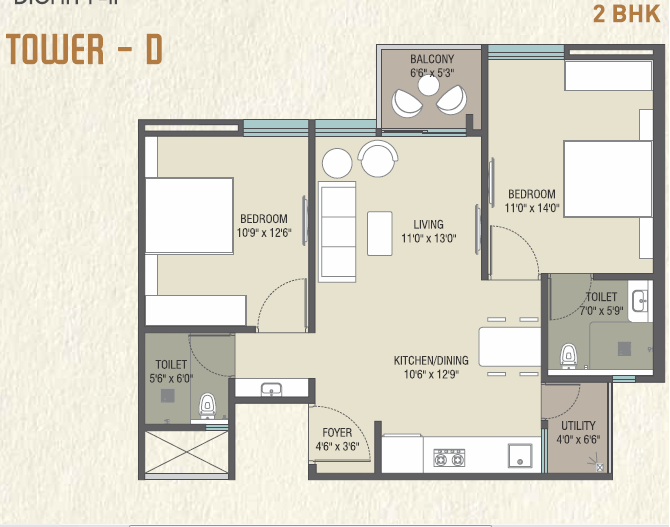 2 BHK
TOWER - D
BALCONY
6'6" x 5'3"
BEDROOM
11'0" x 14'0"
BEDROOM
10'9" x 12'6"
LIVING
11'0" x 13'0"
TOILET
7'0" x 5'9"
TOILET
5'6" x 6'0"
KITCHEN/DINING
10'6" x 12'9"
FOYER
4'6" x 3'6"
UTILITY
4'0" x 6'6"